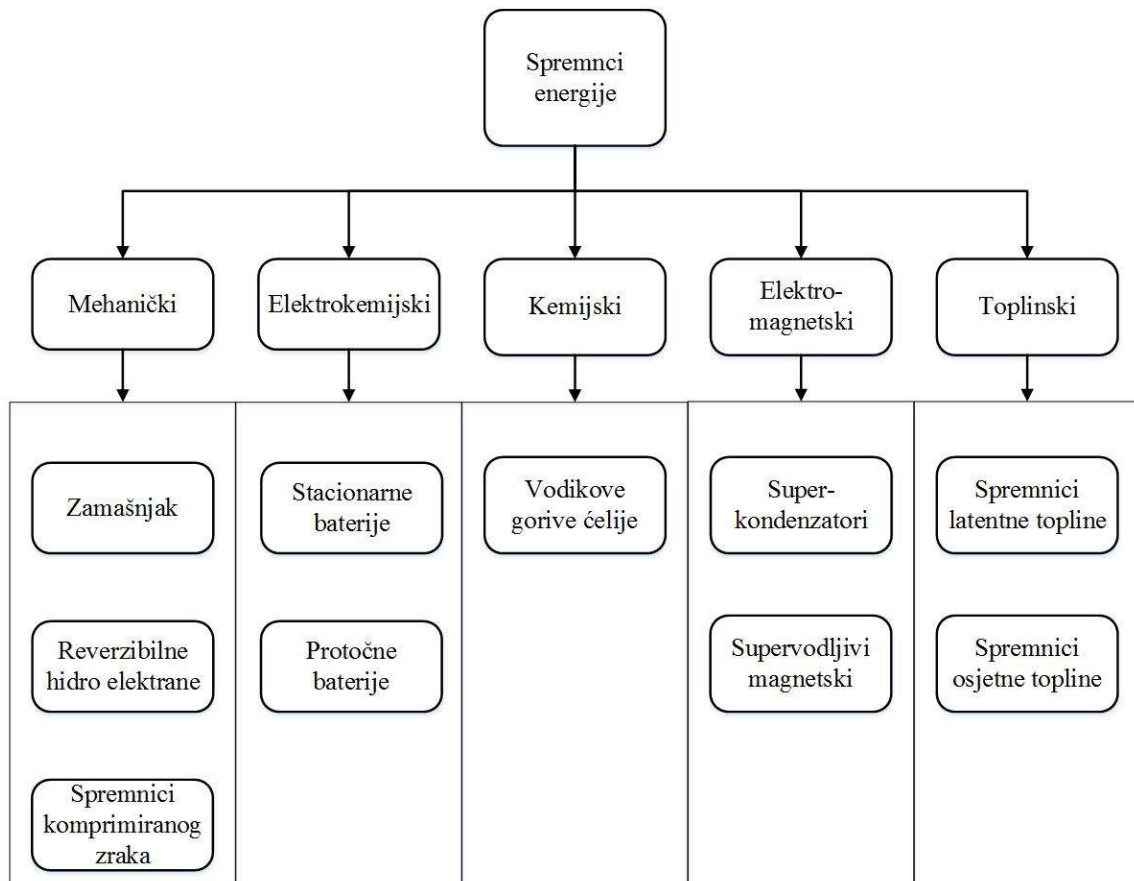 Spremnci
energije
Mehanički
Elektrokemijski
Kemijski
Elektro-
magnetski
Toplinski
Zamašnjak
Reverzibilne
hidro elektrane
Spremnici
komprimiranog
zraka
Stacionarne
baterije
Protočne
baterije
Vodikove
gorive ćelije
Super-
kondenzatori
Supervodljivi
magnetski
Spremnici
latentne topline
Spremnici
osjetne topline